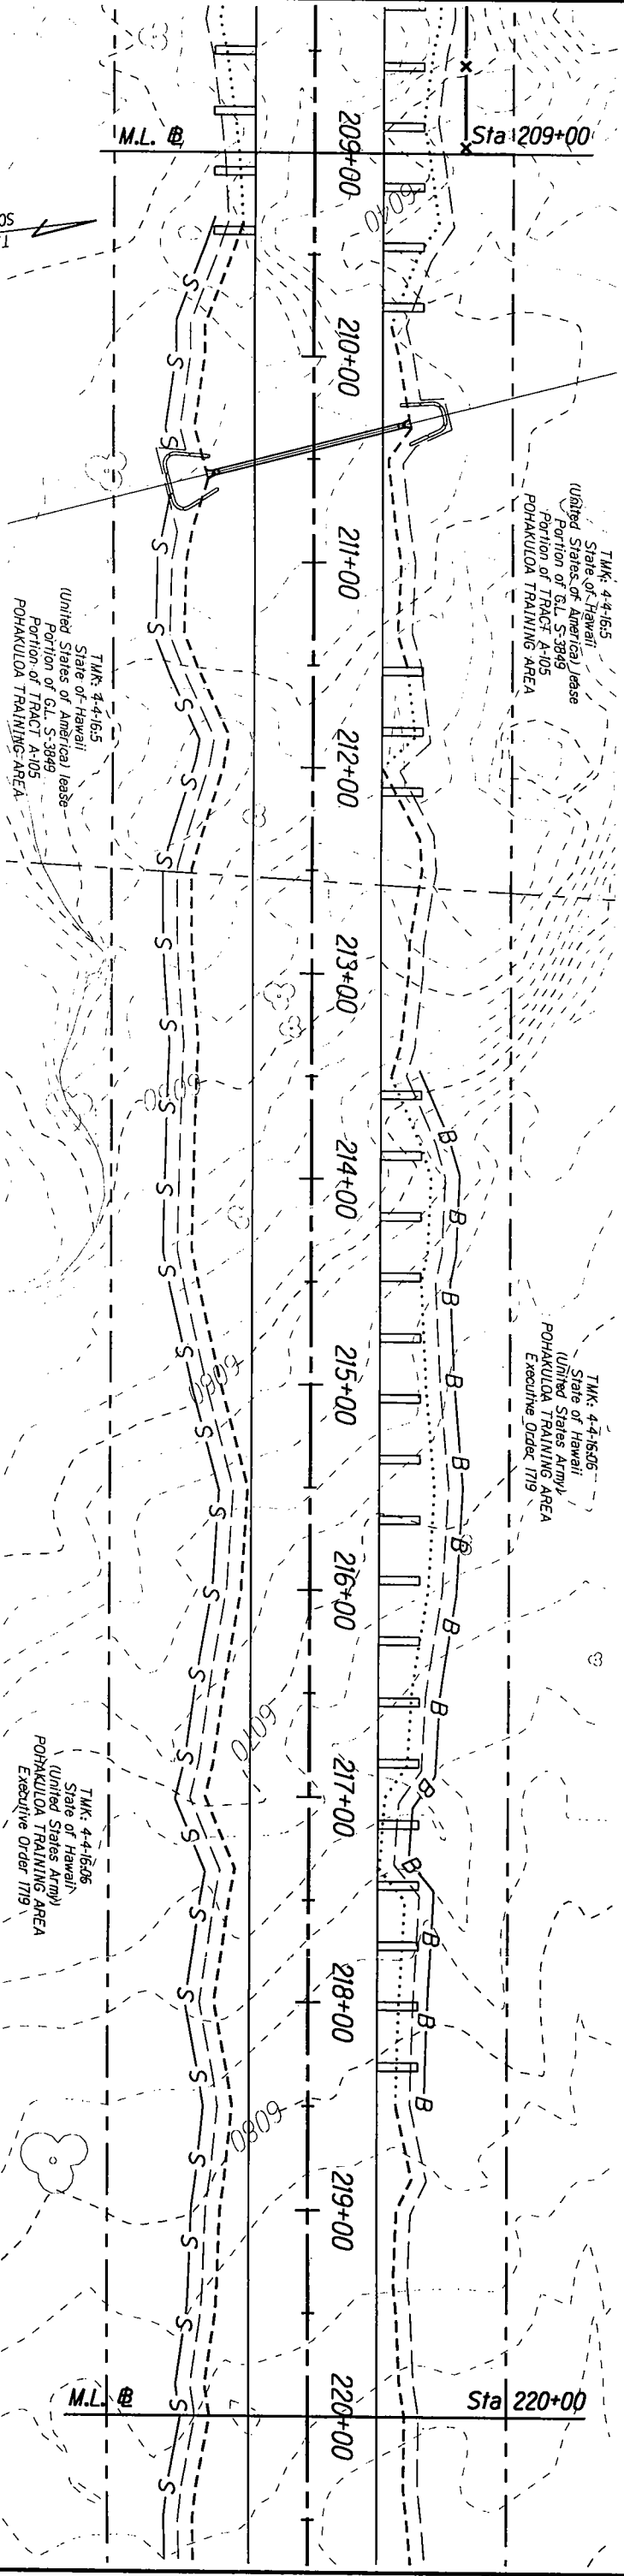 M.L. ℄B
Sta 209+00
209+00
6040
210+00
TMK: 4-4-16:5
State of Hawaii
(United States of America) lease
Portion of G.L. S-3849
Portion of TRACT A-105
POHAKULOA TRAINING AREA
211+00
TMK: 4-4-16:5
State of Hawaii
(United States of America) lease
Portion of G.L. S-3849
Portion of TRACT A-105
POHAKULOA TRAINING AREA
212+00
213+00
214+00
TMK: 4-4-16:06
State of Hawaii
(United States Army)
POHAKULOA TRAINING AREA
Executive Order 1719
215+00
216+00
6070
217+00
TMK: 4-4-16:06
State of Hawaii
(United States Army)
POHAKULOA TRAINING AREA
Executive Order 1719
218+00
6080
219+00
220+00
M.L. ℄B
Sta 220+00
S S S S S S S S S S S S S S S S S S S S S S S S S S S S
B B B B B B B B B B B B B